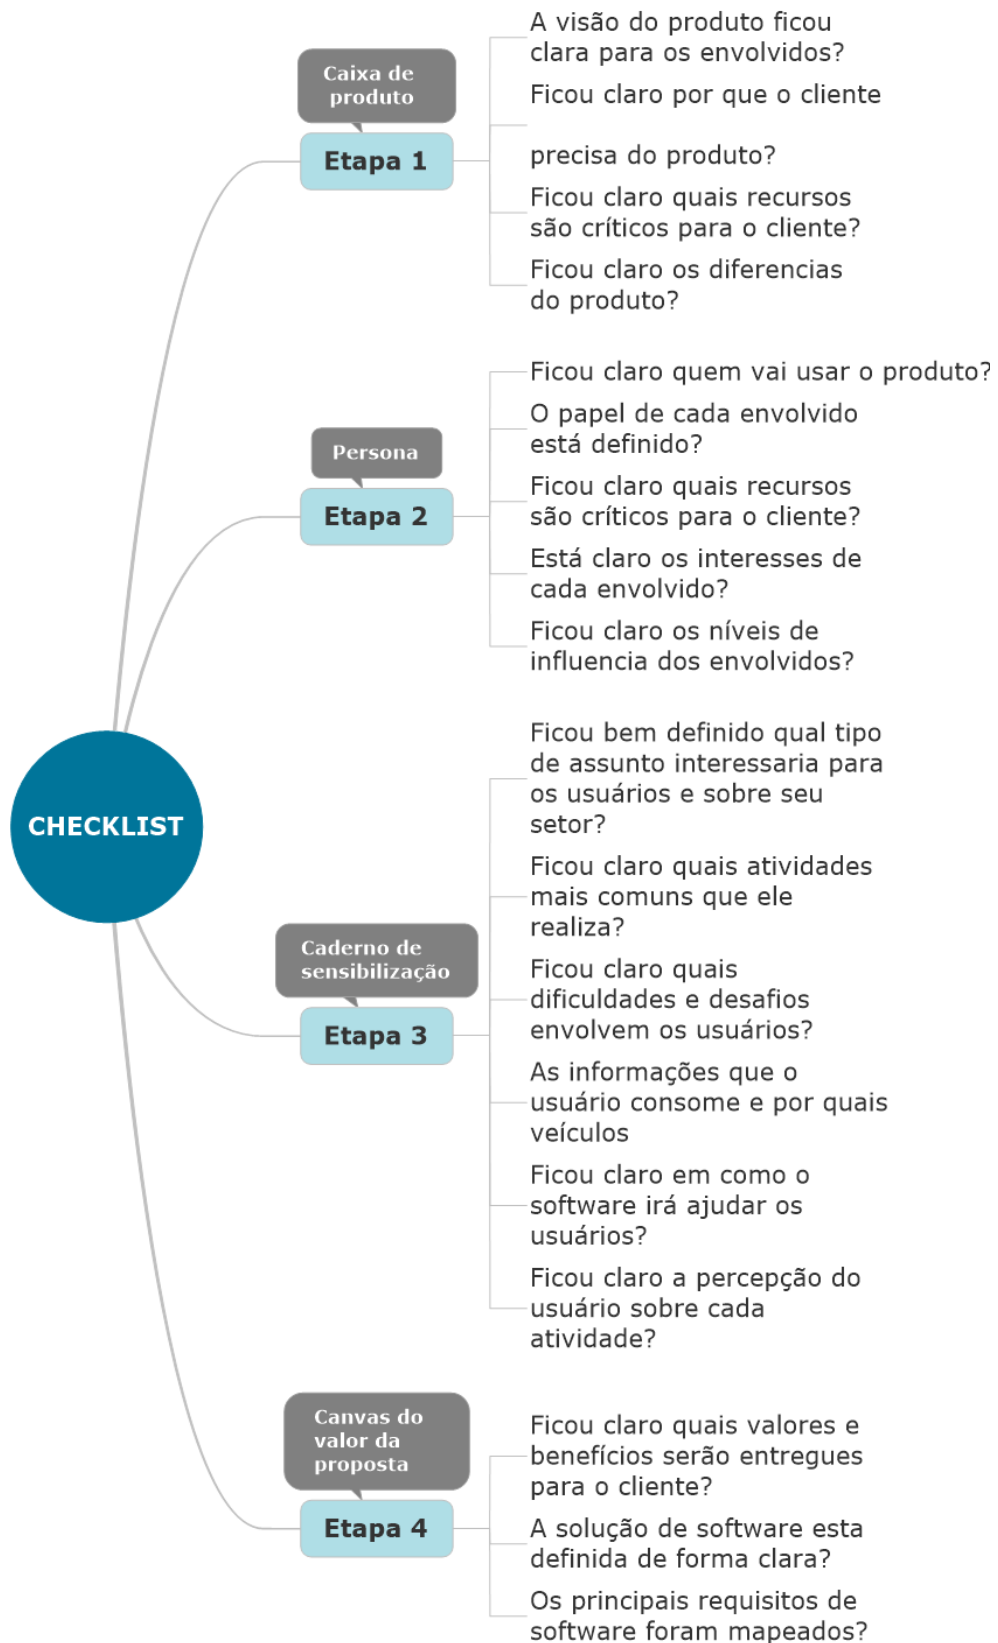 CHECKLIST
Caixa de
produto
Etapa 1
A visão do produto ficou
clara para os envolvidos?
Ficou claro por que o cliente
precisa do produto?
Ficou claro quais recursos
são críticos para o cliente?
Ficou claro os diferencias
do produto?
Persona
Etapa 2
Ficou claro quem vai usar o produto?
O papel de cada envolvido
está definido?
Ficou claro quais recursos
são críticos para o cliente?
Está claro os interesses de
cada envolvido?
Ficou claro os níveis de
influencia dos envolvidos?
Caderno de
sensibilização
Etapa 3
Ficou bem definido qual tipo
de assunto interessaria para
os usuários e sobre seu
setor?
Ficou claro quais atividades
mais comuns que ele
realiza?
Ficou claro quais
dificuldades e desafios
envolvem os usuários?
As informações que o
usuário consome e por quais
veículos
Ficou claro em como o
software irá ajudar os
usuários?
Ficou claro a percepção do
usuário sobre cada
atividade?
Canvas do
valor da
proposta
Etapa 4
Ficou claro quais valores e
benefícios serão entregues
para o cliente?
A solução de software esta
definida de forma clara?
Os principais requisitos de
software foram mapeados?